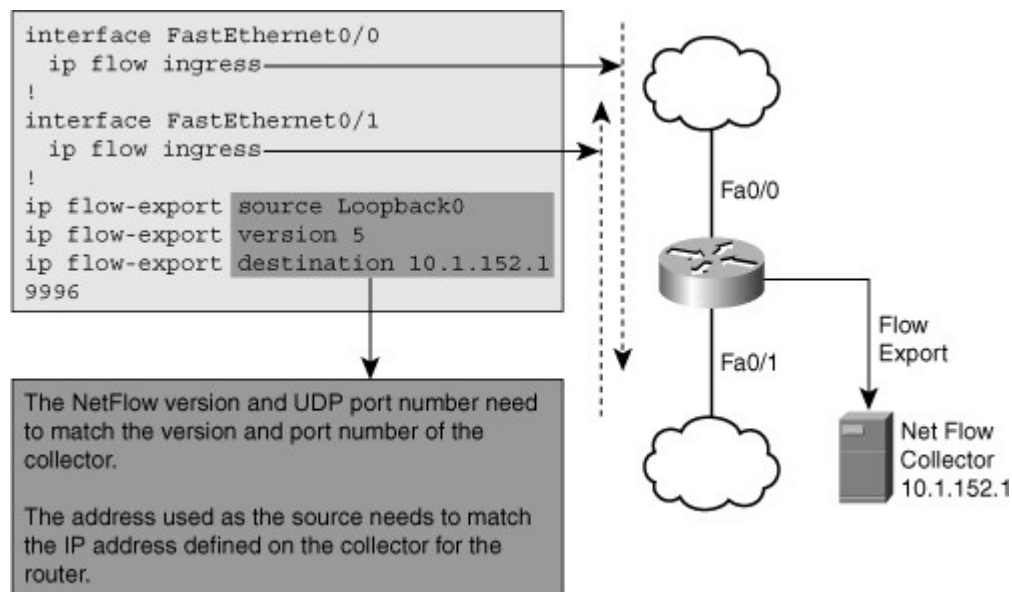 interface FastEthernet0/0
ip flow ingress
!
interface FastEthernet0/1
ip flow ingress
!
ip flow-export source Loopback0
ip flow-export version 5
ip flow-export destination 10.1.152.1
9996
The NetFlow version and UDP port number need
to match the version and port number of the
collector.
The address used as the source needs to match
the IP address defined on the collector for the
router.
Fa0/0
Flow
Export
Fa0/1
Net Flow
Collector
10.1.152.1